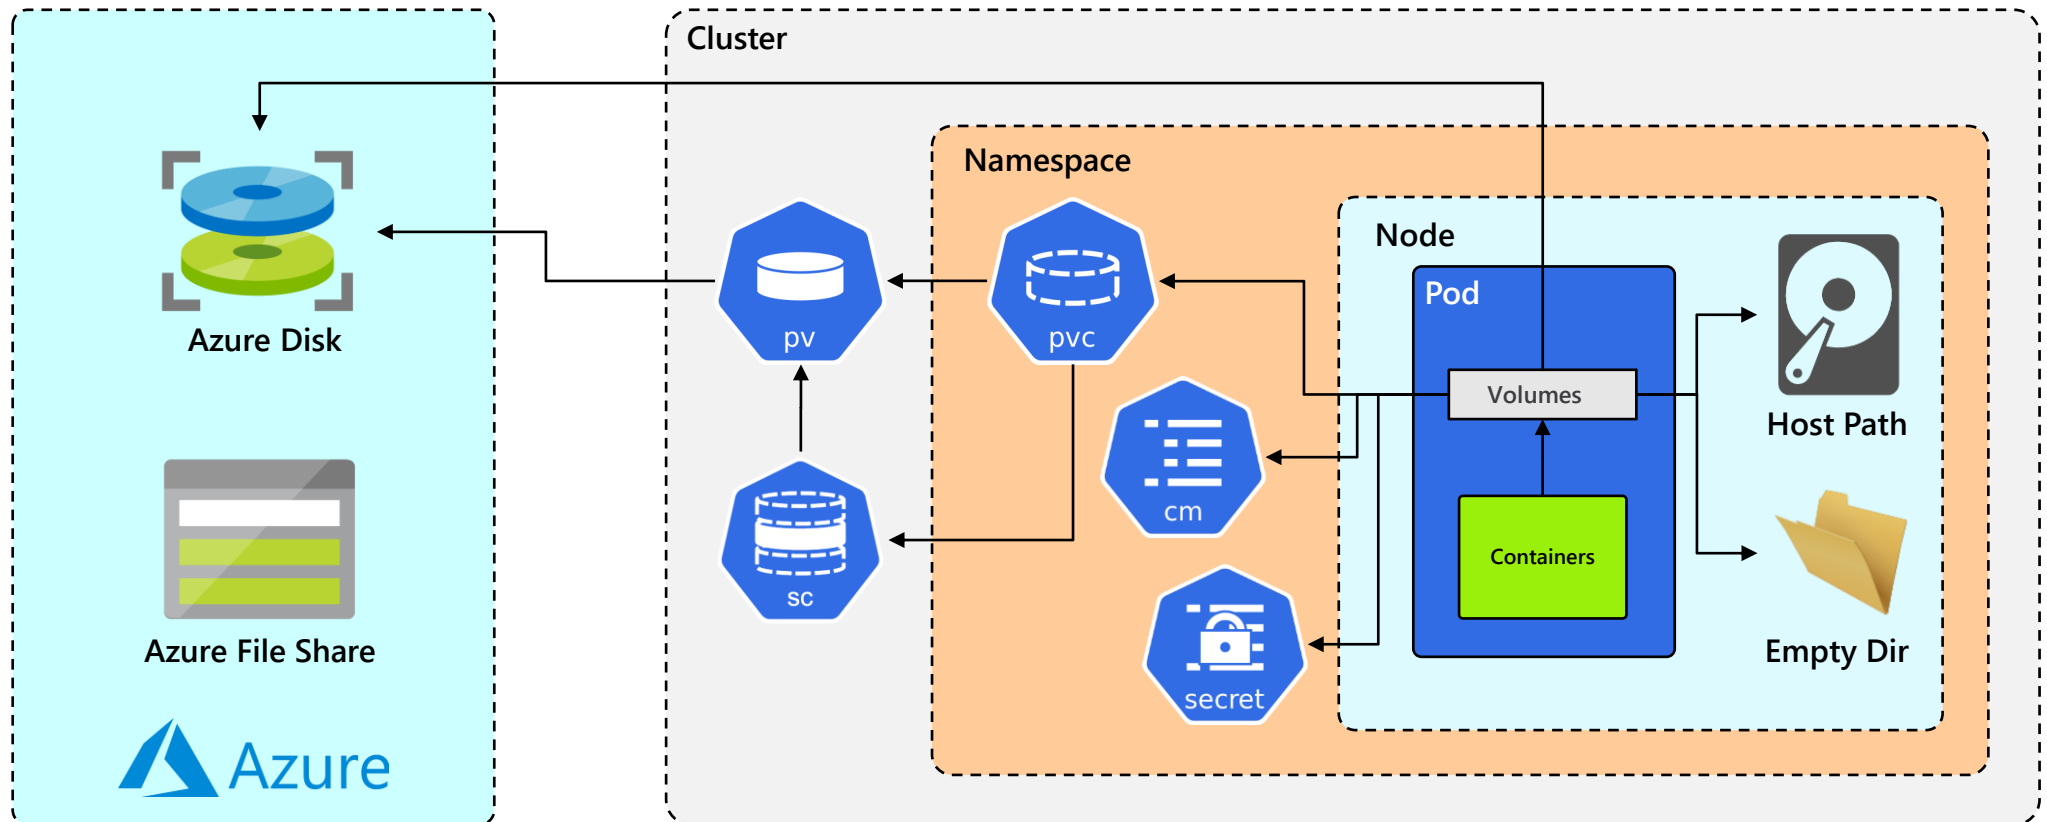 Cluster
Namespace
Node
Pod
Volumes
Containers
Host Path
Empty Dir
pv
pvc
cm
sc
secret
Azure Disk
Azure File Share
Azure